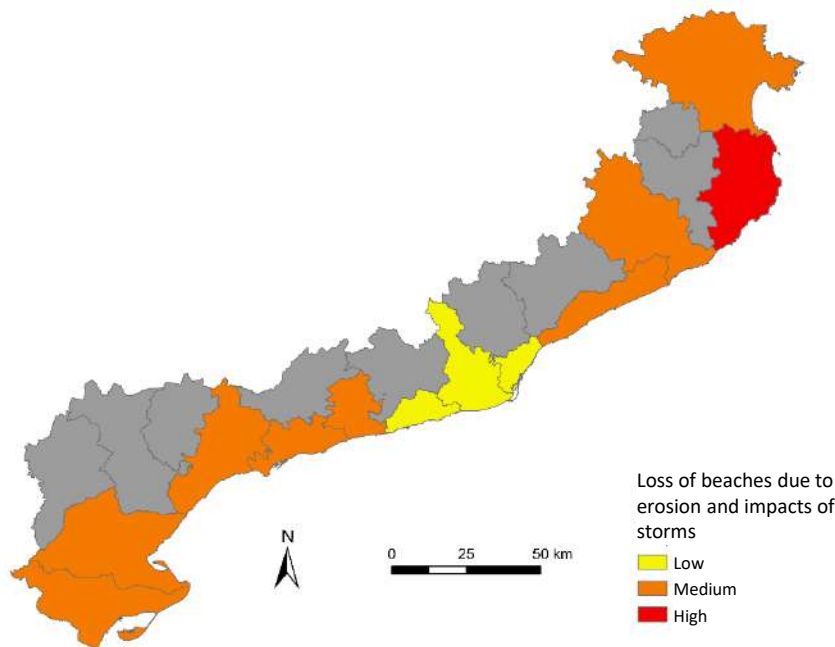 Loss of beaches due to
erosion and impacts of
storms
Low
Medium
High
N
0 25 50 km